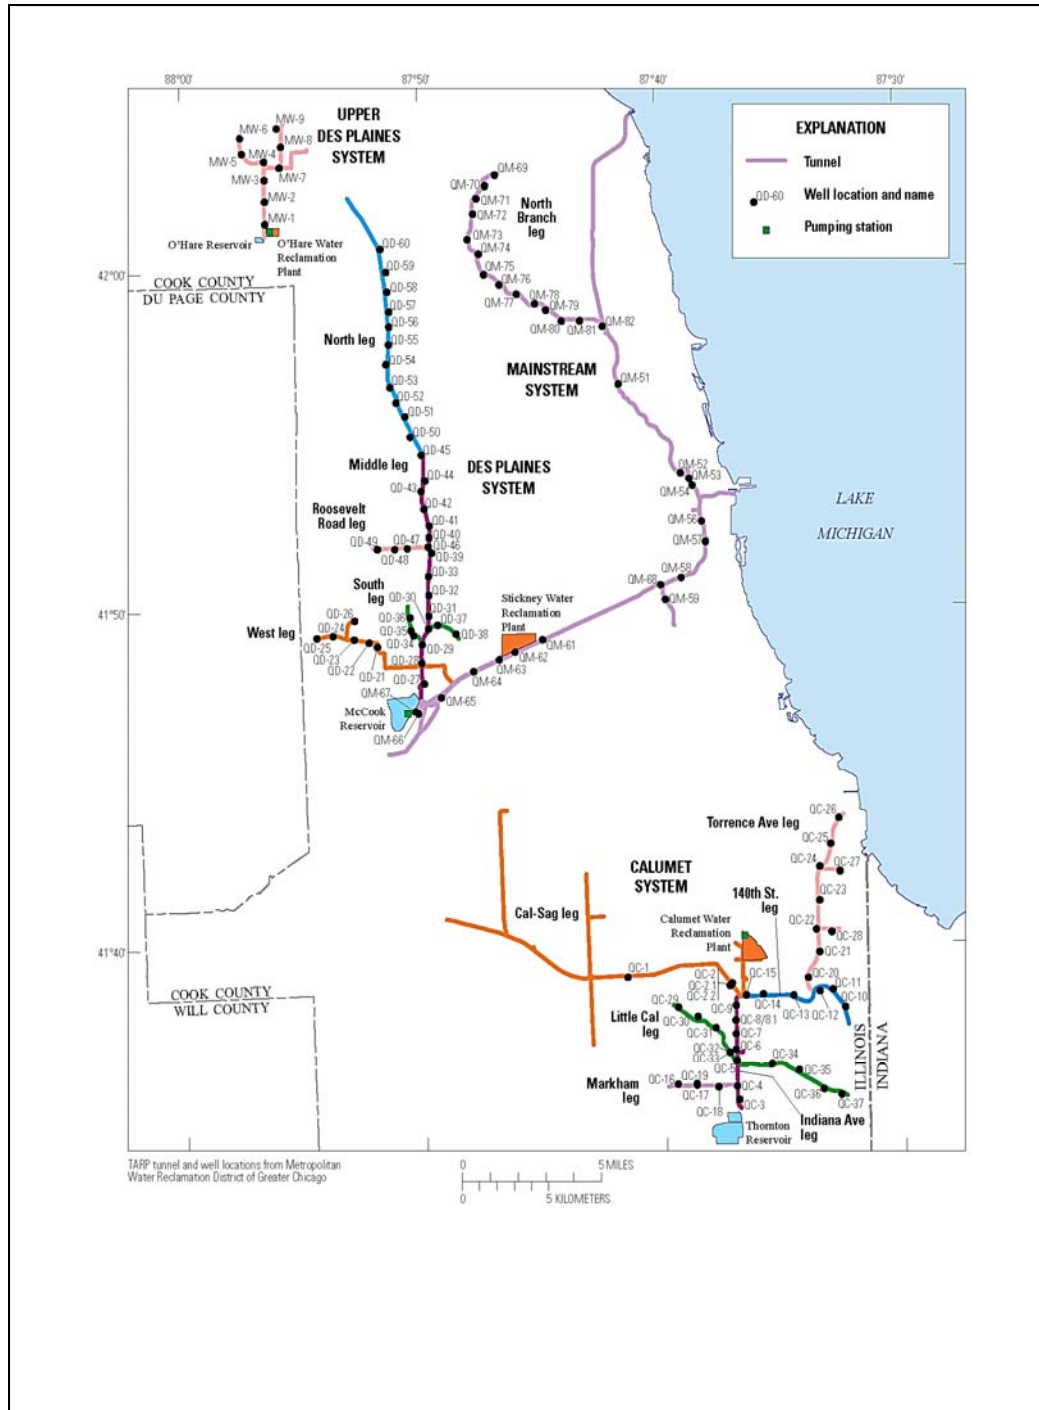 88°00'
87°50'
87°40'
87°30'
MW-9
MW-6
MW-8
MW-4
MW-5
MW-7
MW-3
MW-2
MW-1
UPPER
DES PLAINES
SYSTEM
O'Hare Reservoir
O'Hare Water
Reclamation
Plant
EXPLANATION
Tunnel
QD-60
Well location and name
Pumping station
QM-69
QM-70
QM-71
QM-72
QM-73
QM-74
QM-75
QM-76
QM-77
QM-78
QM-79
QM-80
QM-81
QM-82
North
Branch
leg
42°00'
COOK COUNTY
DU PAGE COUNTY
QD-60
QD-59
QD-58
QD-57
QD-56
QD-55
QD-54
QD-53
QD-52
QD-51
QD-50
QD-45
North leg
MAINSTREAM
SYSTEM
QM-51
QM-52
QM-53
QM-54
QM-56
QM-57
QM-58
QM-68
QM-59
LAKE
MICHIGAN
Middle leg
DES PLAINES
SYSTEM
QD-44
QD-43
QD-42
QD-41
QD-40
QD-46
QD-39
Roosevelt
Road leg
QD-49
QD-47
QD-48
QD-33
QD-32
QD-31
QD-30
QD-37
QD-38
South
leg
QD-36
QD-35
QD-34
QD-29
QD-28
QD-27
41°50'
West leg
QD-26
QD-24
QD-25
QD-23
QD-22
QD-21
Stickney Water
Reclamation
Plant
QM-61
QM-62
QM-63
QM-64
QM-65
QM-67
McCook
Reservoir
QM-66
Torrence Ave leg
QC-26
QC-25
QC-24
QC-27
QC-23
QC-22
QC-28
QC-21
QC-20
CALUMET
SYSTEM
140th St.
leg
Cal-Sag leg
Calumet Water
Reclamation
Plant
41°40'
QC-1
QC-2
QC-2.1
QC-2.2
QC-15
QC-14
QC-13
QC-12
QC-11
QC-10
QC-9
QC-8/8.1
QC-7
QC-6
COOK COUNTY
WILL COUNTY
QC-29
QC-30
QC-31
QC-32
QC-33
Little Cal
leg
QC-5
QC-34
QC-35
QC-36
QC-37
ILLINOIS
INDIANA
Markham
leg
QC-16
QC-19
QC-17
QC-18
QC-4
QC-3
Indiana Ave
leg
Thornton
Reservoir
TARP tunnel and well locations from Metropolitan
Water Reclamation District of Greater Chicago
0
5 MILES
0
5 KILOMETERS